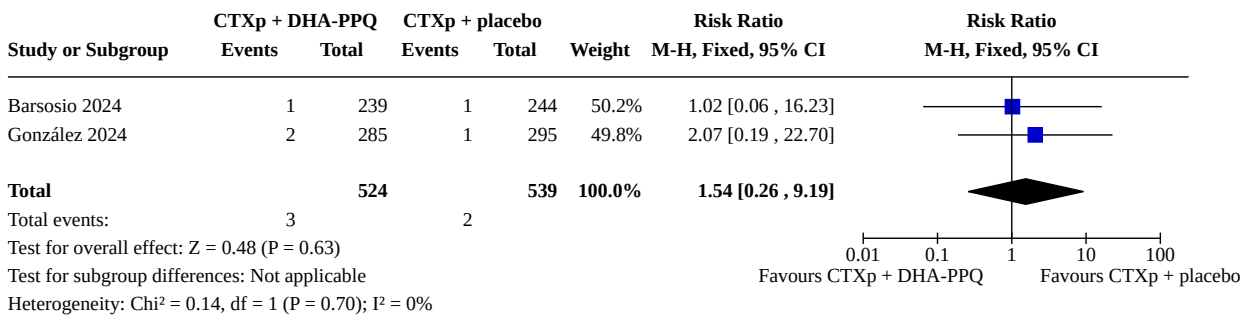 CTXp + DHA-PPQ CTXp + placebo Risk Ratio Risk Ratio
Study or Subgroup Events Total Events Total Weight M-H, Fixed, 95% CI M-H, Fixed, 95% CI
Barsosio 2024 1 239 1 244 50.2% 1.02 [0.06 , 16.23]
González 2024 2 285 1 295 49.8% 2.07 [0.19 , 22.70]
Total 524 539 100.0% 1.54 [0.26 , 9.19]
Total events: 3 2
Test for overall effect: Z = 0.48 (P = 0.63) 0.01 0.1 1 10 100
Test for subgroup differences: Not applicable Favours CTXp + DHA-PPQ Favours CTXp + placebo
Heterogeneity: Chi² = 0.14, df = 1 (P = 0.70); I² = 0%